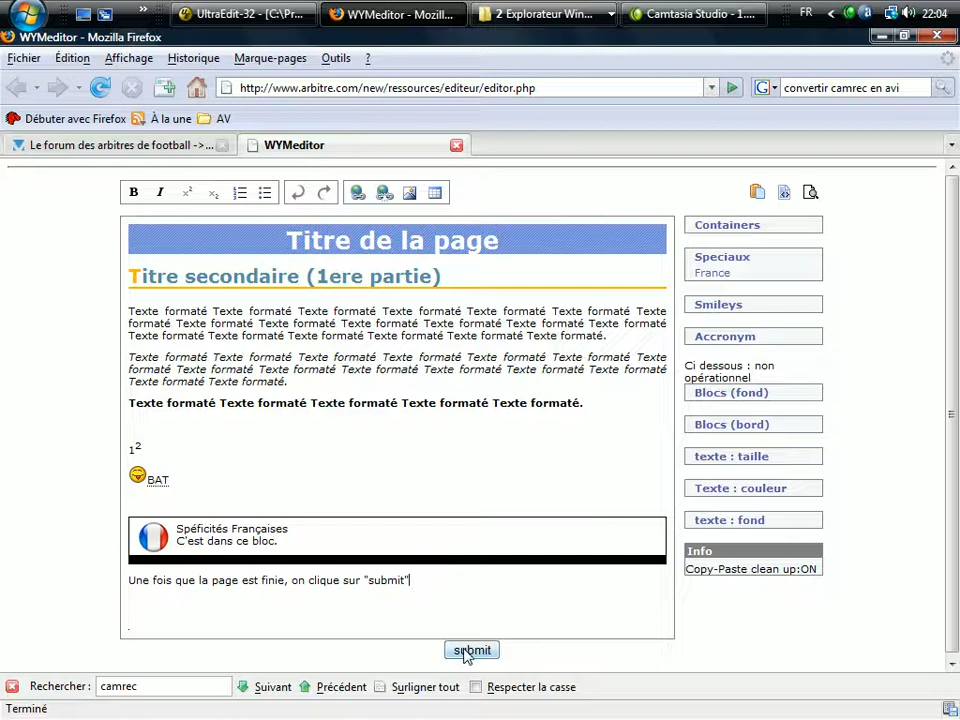 UltraEdit-32 - [C:\Pr...
WYMeditor - Mozill...
2 Explorateur Win...
Camtasia Studio - 1....
FR
22:04
WYMeditor - Mozilla Firefox
Fichier Édition Affichage Historique Marque-pages Outils ?
http://www.arbitre.com/new/ressources/editeur/editor.php
convertir camrec en avi
Débuter avec Firefox À la une AV
Le forum des arbitres de football ->...
WYMeditor
Titre de la page
Titre secondaire (1ere partie)
Texte formaté Texte formaté Texte formaté Texte formaté Texte formaté Texte formaté Texte
formaté Texte formaté Texte formaté Texte formaté Texte formaté Texte formaté Texte formaté
Texte formaté Texte formaté Texte formaté Texte formaté Texte formaté.
Texte formaté Texte formaté Texte formaté Texte formaté Texte formaté Texte formaté Texte
formaté Texte formaté Texte formaté Texte formaté Texte formaté Texte formaté Texte formaté
Texte formaté Texte formaté.
Texte formaté Texte formaté Texte formaté Texte formaté Texte formaté.
1²
BAT
Spéficités Françaises
C'est dans ce bloc.
Une fois que la page est finie, on clique sur "submit"
.
submit
Containers
Speciaux
France
Smileys
Accronym
Ci dessous : non
opérationnel
Blocs (fond)
Blocs (bord)
texte : taille
Texte : couleur
texte : fond
Info
Copy-Paste clean up:ON
Rechercher : camrec Suivant Précédent Surligner tout Respecter la casse
Terminé